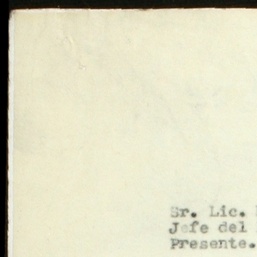 Sr. Lic.
Jefe del
Presente.